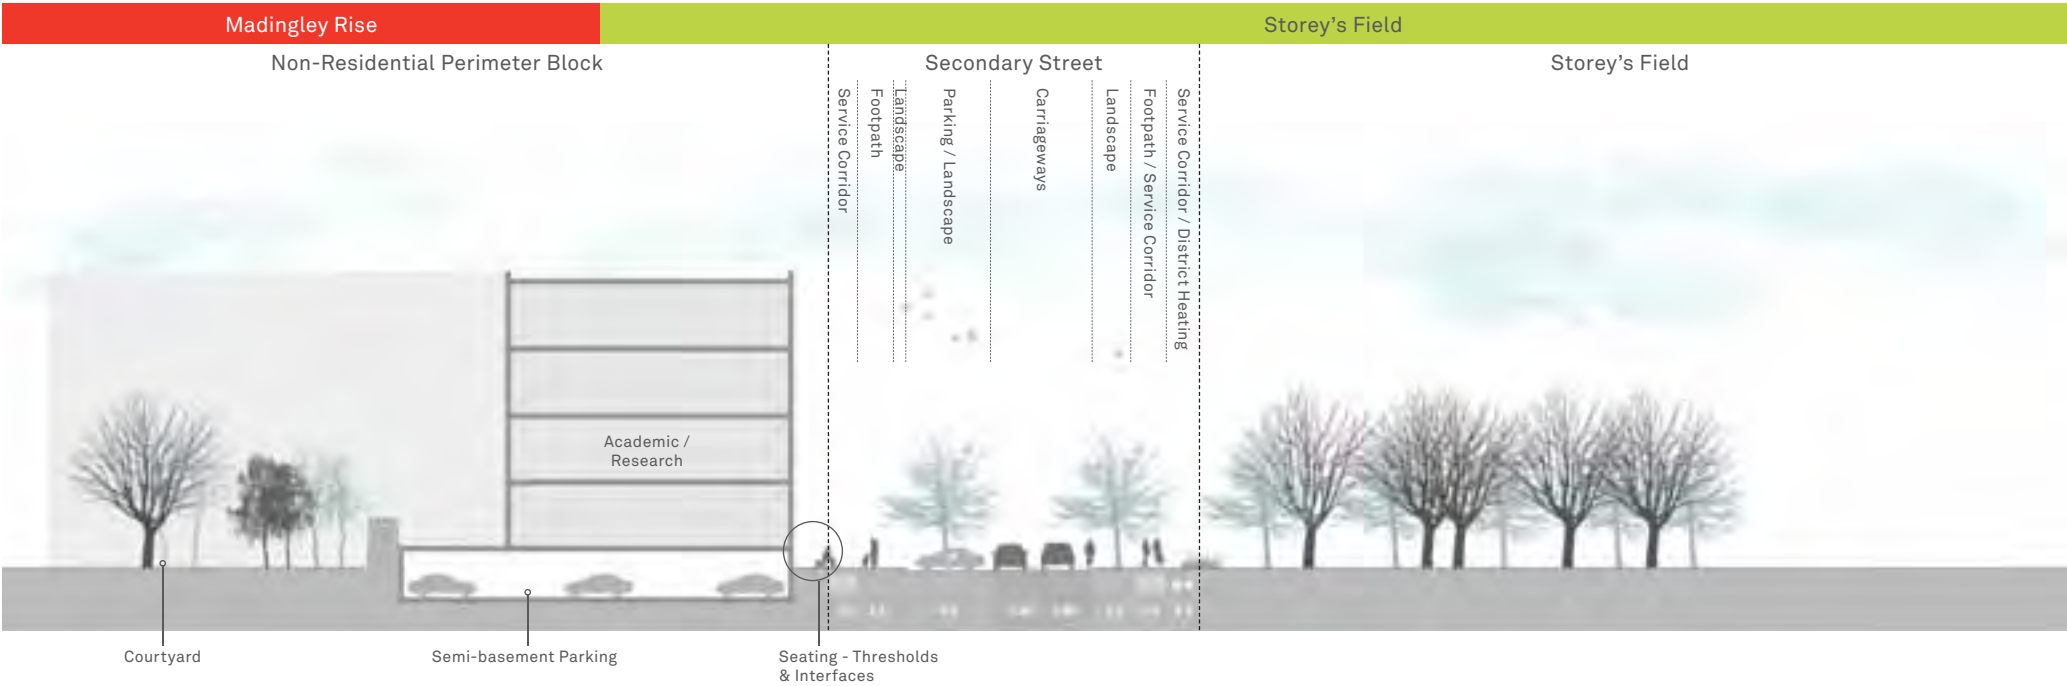 Madingley Rise
Storey's Field
Non-Residential Perimeter Block
Secondary Street
Storey's Field
Service Corridor
Footpath
Landscape
Parking / Landscape
Carriageways
Landscape
Footpath / Service Corridor
Service Corridor / District Heating
Academic /
Research
Courtyard
Semi-basement Parking
Seating - Thresholds
& Interfaces